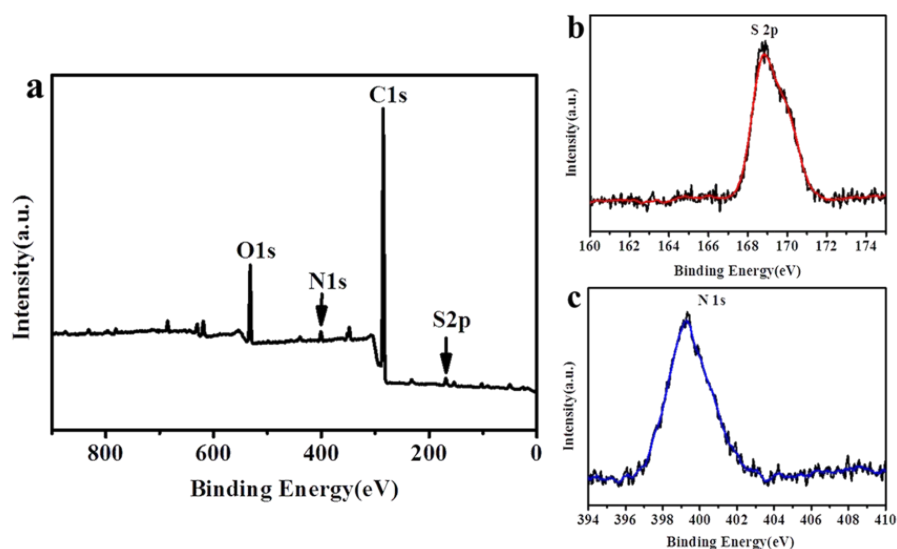 a
C1s
O1s
N1s
S2p
Intensity(a.u.)
800 600 400 200 0
Binding Energy(eV)
b
S 2p
Intensity(a.u.)
160 162 164 166 168 170 172 174
Binding Energy(eV)
c
N 1s
Intensity(a.u.)
394 396 398 400 402 404 406 408 410
Binding Energy(eV)